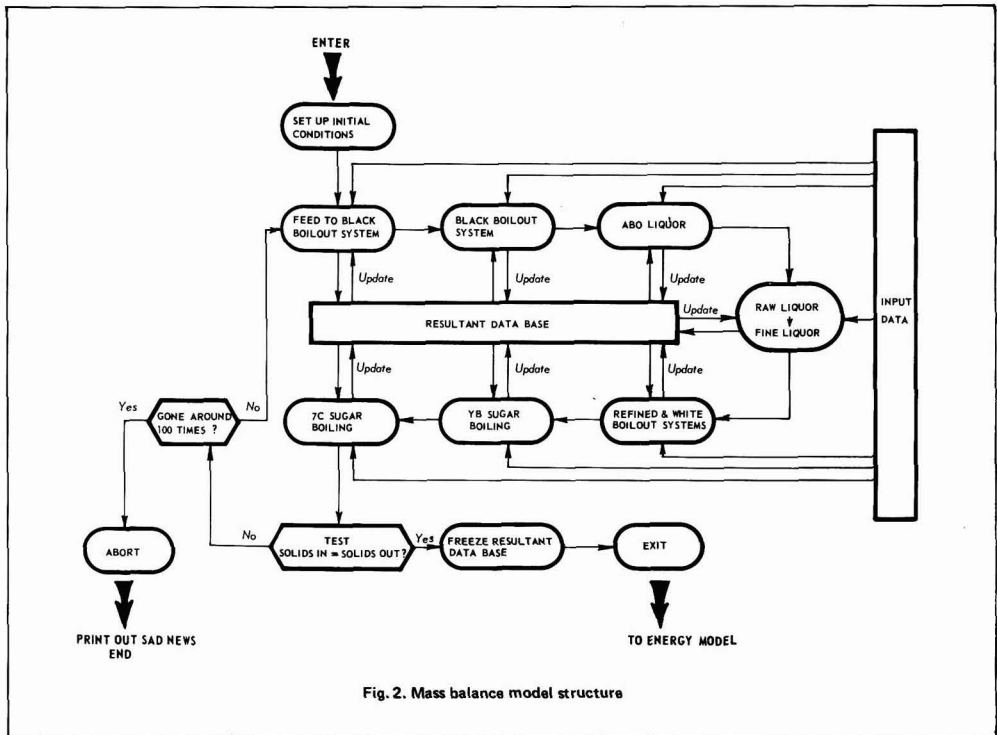 ENTER
SET UP INITIAL
CONDITIONS
FEED TO BLACK
BOILOUT SYSTEM
BLACK BOILOUT
SYSTEM
ABO LIQUOR
Update
Update
Update
RAW LIQUOR
FINE LIQUOR
INPUT
DATA
RESULTANT DATA BASE
Update
Update
Update
Update
Yes
GONE AROUND
100 TIMES ?
No
7C SUGAR
BOILING
YB SUGAR
BOILING
REFINED & WHITE
BOILOUT SYSTEMS
ABORT
No
TEST
SOLIDS IN = SOLIDS OUT?
Yes
FREEZE RESULTANT
DATA BASE
EXIT
PRINT OUT SAD NEWS
END
TO ENERGY MODEL
Fig. 2. Mass balance model structure